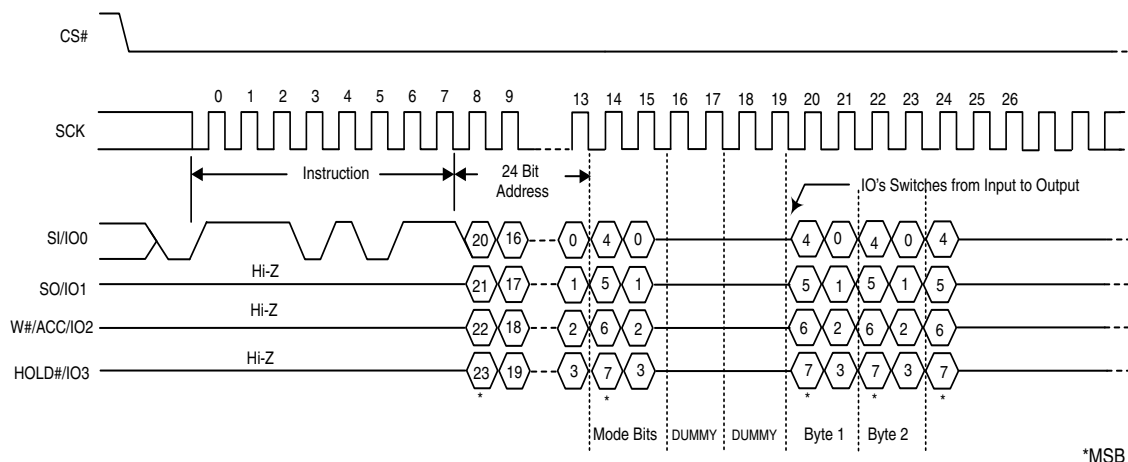 CS#
0 1 2 3 4 5 6 7 8 9 13 14 15 16 17 18 19 20 21 22 23 24 25 26
SCK
Instruction
24 Bit
Address
IO's Switches from Input to Output
SI/IO0
20 16 0 4 0 4 0 4 0 4
Hi-Z
SO/IO1
21 17 1 5 1 5 1 5 1 5
Hi-Z
W#/ACC/IO2
22 18 2 6 2 6 2 6 2 6
Hi-Z
HOLD#/IO3
23 19 3 7 3 7 3 7 3 7
* * * * *
Mode Bits DUMMY DUMMY Byte 1 Byte 2
*MSB